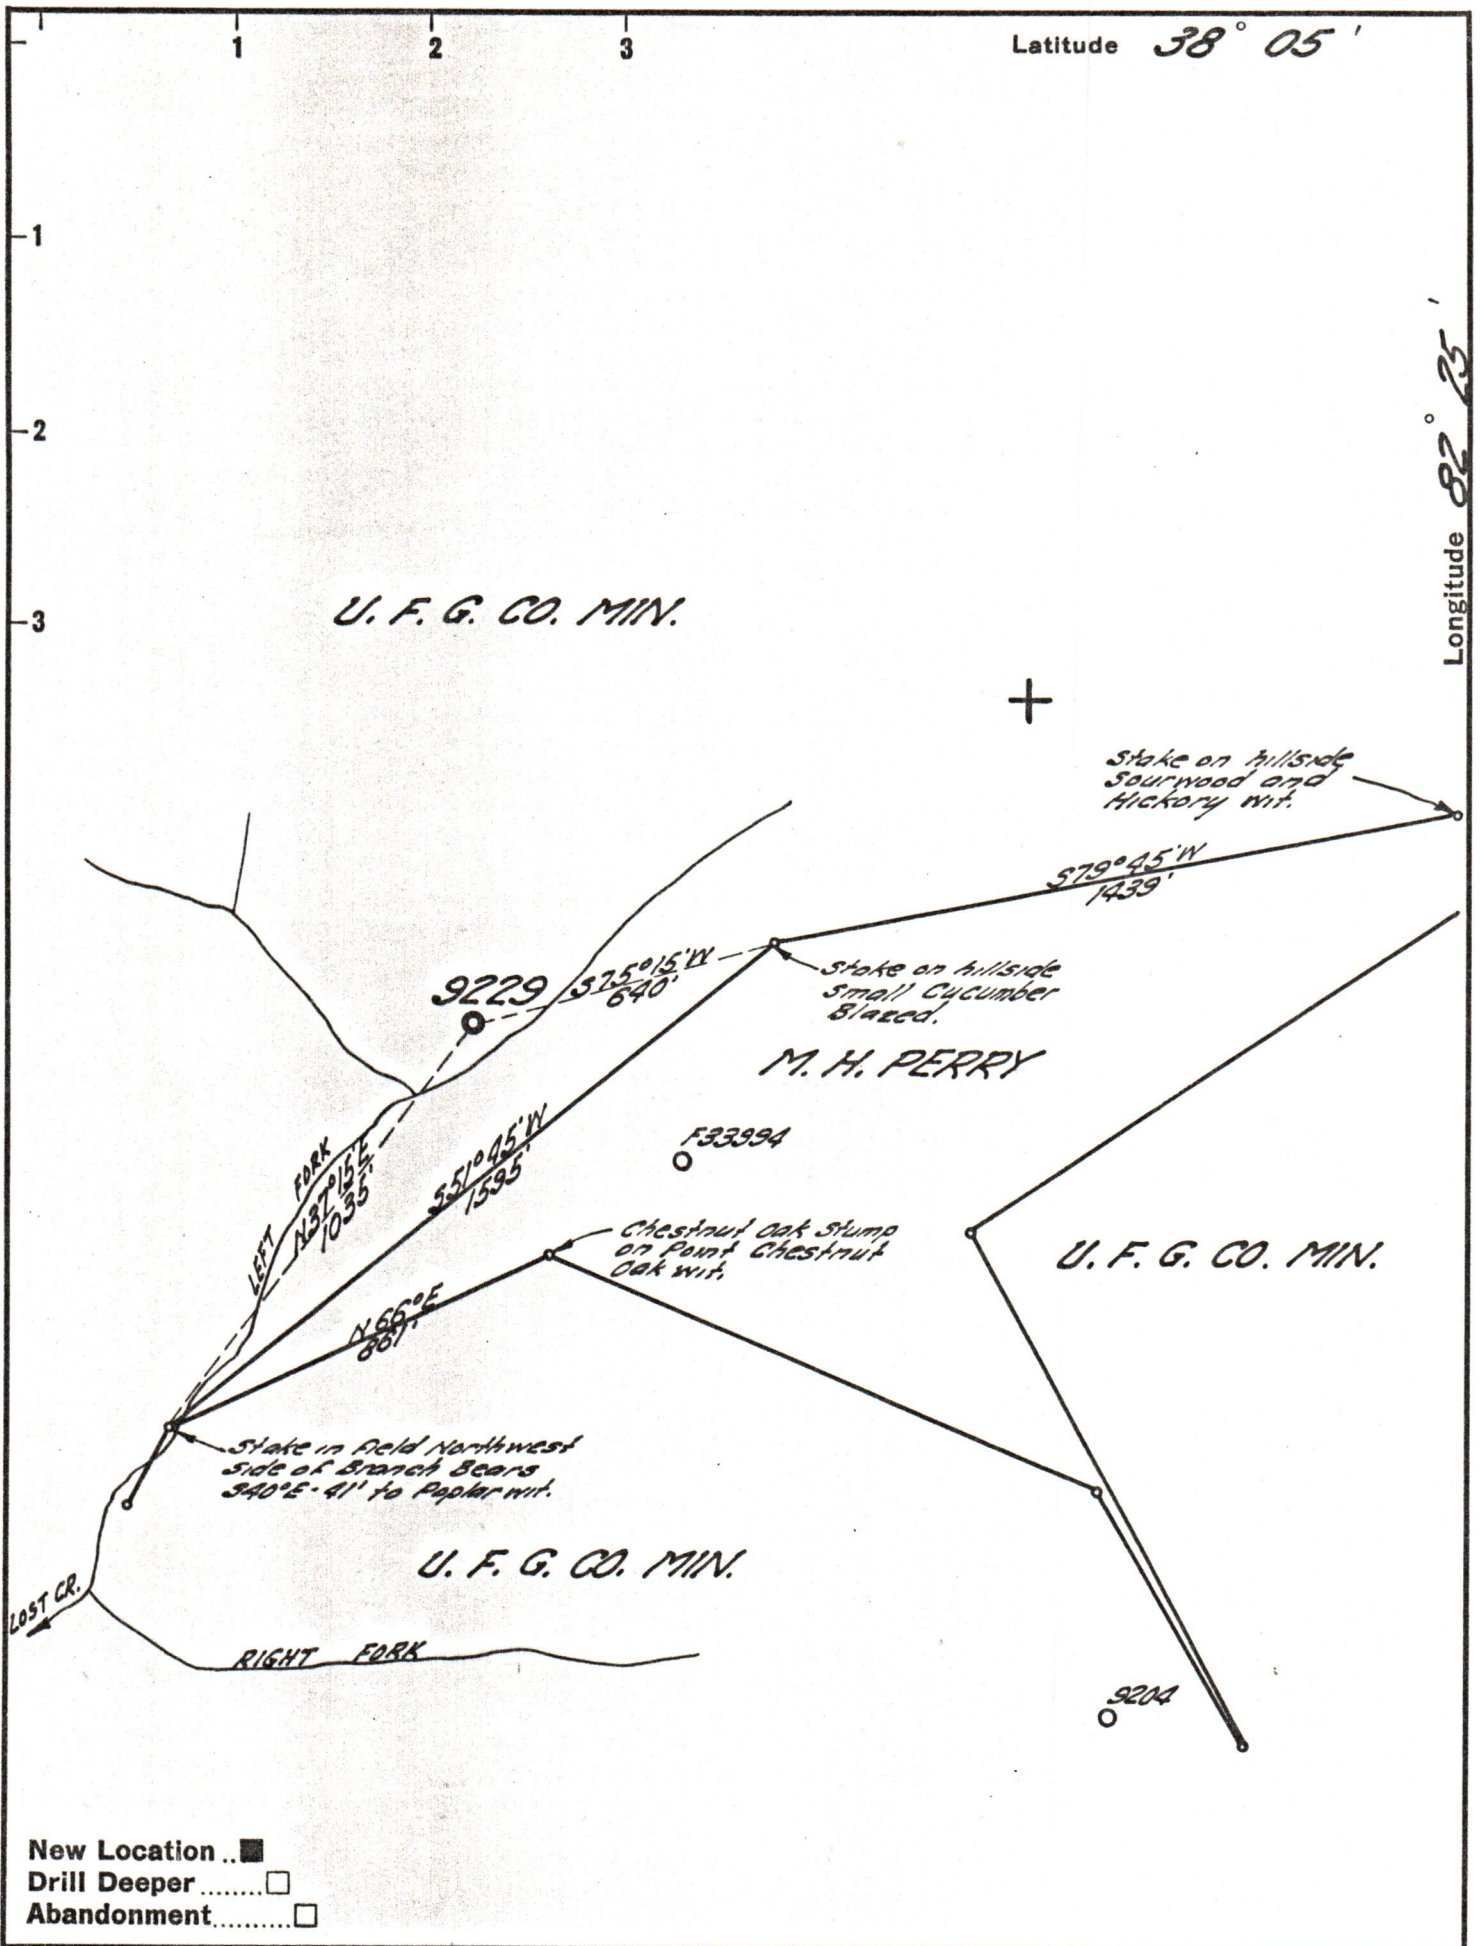 1 2 3
Latitude 38° 05'
1
2
3
Longitude 82° 25'
U. F. G. CO. MIN.
Stake on hillside
Sourwood and
Hickory wit.
S79°45'W
1439'
S75°15'W
640'
9229
Stake on hillside
Small Cucumber
Blazed.
M. H. PERRY
F33994
LEFT FORK
N37°15'E
1035'
S51°45'W
1595'
Chestnut Oak Stump
on Point Chestnut
Oak wit.
U. F. G. CO. MIN.
N66°E
861'
Stake in Field Northwest
Side of Branch Bears
S40°E-41' to Poplar wit.
U. F. G. CO. MIN.
LOST CR.
RIGHT FORK
9204
New Location ..■
Drill Deeper ........□
Abandonment..........□